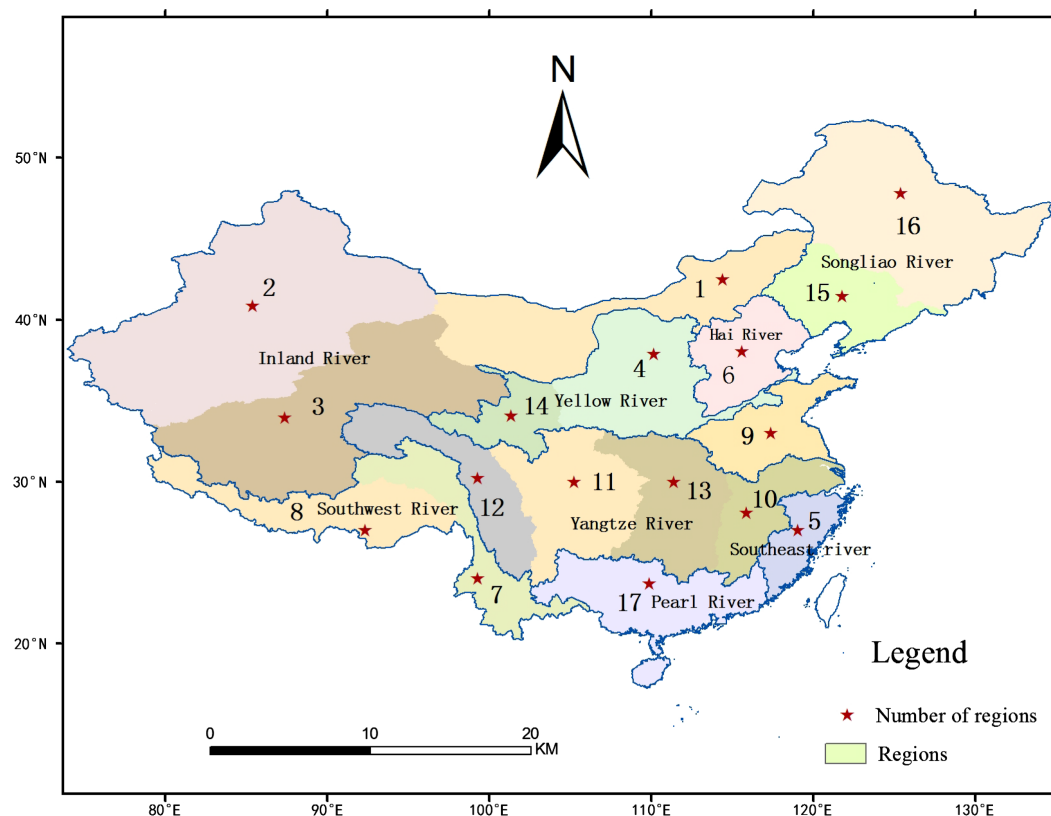 N
50°N
16
Songliao River
1
15
2
40°N
Hai River
Inland River
4
6
14
Yellow River
3
9
30°N
11
13
10
12
8
Southwest River
5
Yangtze River
Southeast river
7
17
Pearl River
20°N
Legend
Number of regions
0
10
20
KM
Regions
80°E
90°E
100°E
110°E
120°E
130°E